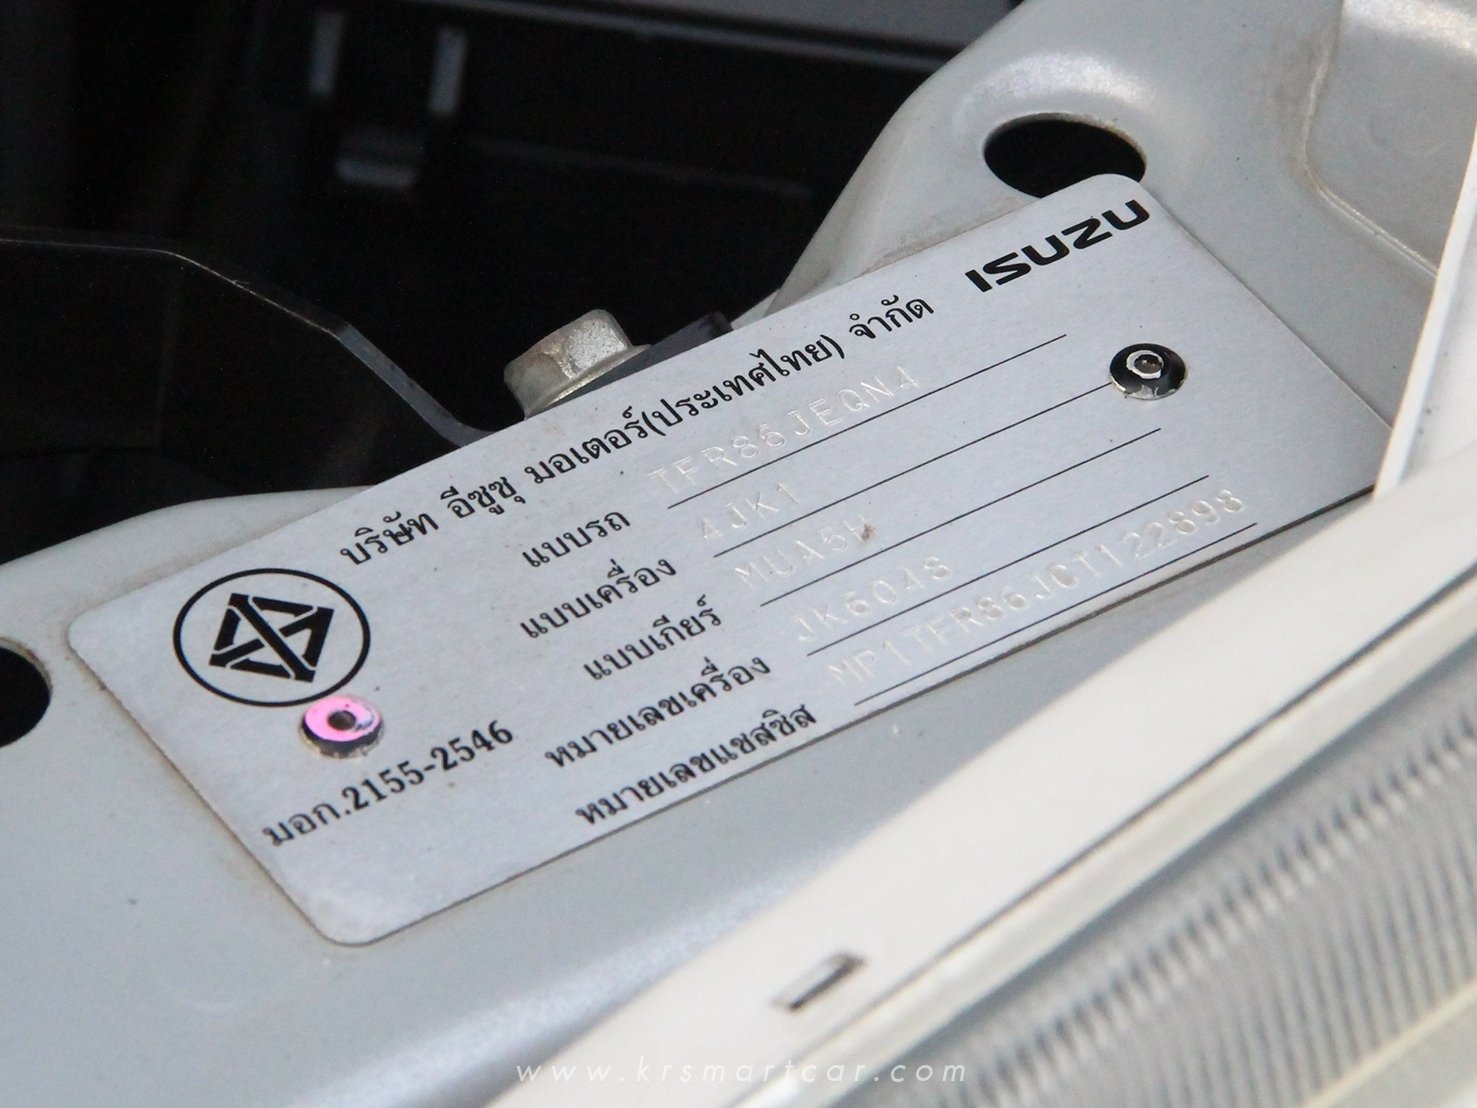 ISUZU
บริษัท อีซูซุ มอเตอร์(ประเทศไทย) จำกัด
แบบรถ TFR86JEQN4
แบบเครื่อง 4JK1
แบบเกียร์ MUA5H
หมายเลขเครื่อง JK6048
หมายเลขแชสซิส MP1TFR86JCT122898
มอก.2155-2546
www.krsmartcar.com